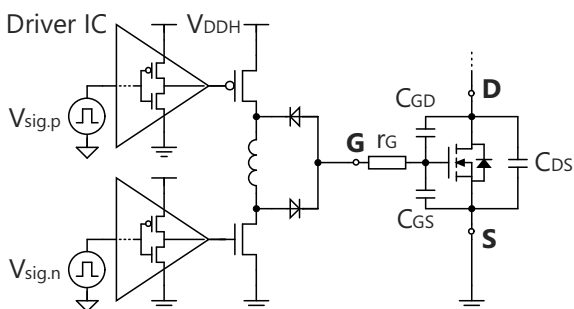 Driver IC
VDDH
Vsig.p
CGD
D
G
rG
CDS
CGS
S
Vsig.n